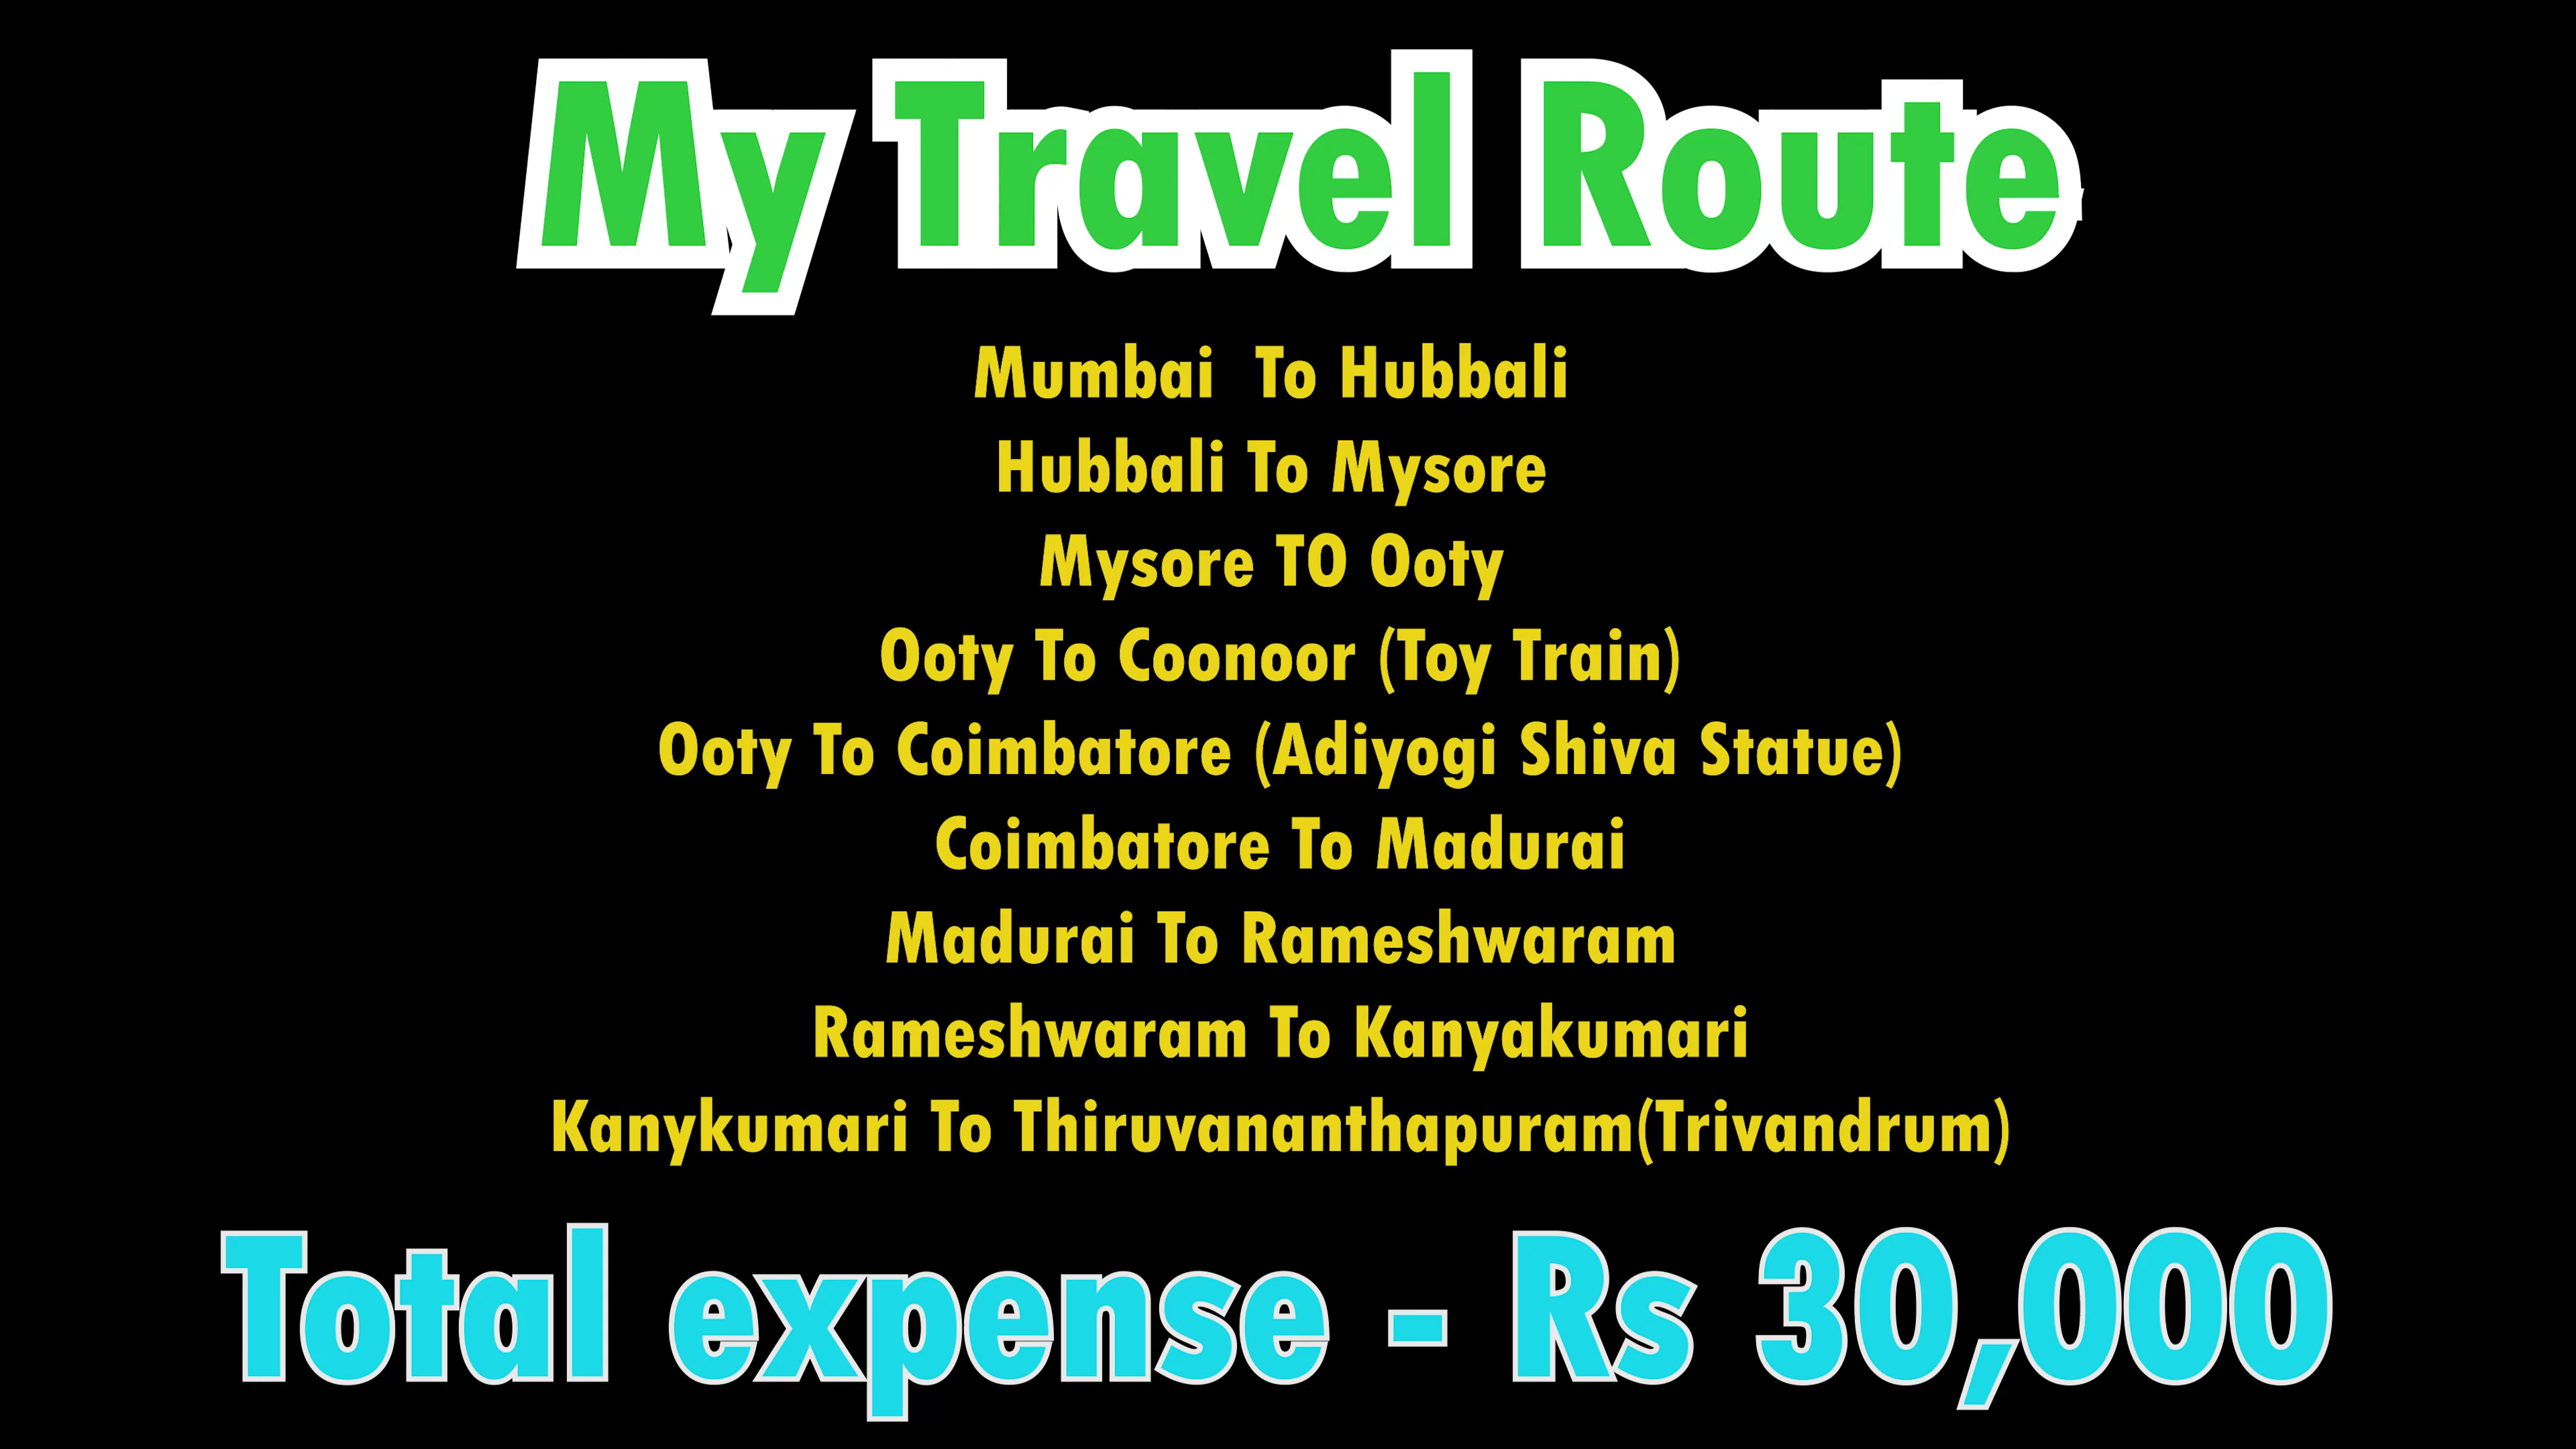 My Travel Route
Mumbai  To Hubbali
Hubbali To Mysore
Mysore TO Ooty
Ooty To Coonoor (Toy Train)
Ooty To Coimbatore (Adiyogi Shiva Statue)
Coimbatore To Madurai
Madurai To Rameshwaram
Rameshwaram To Kanyakumari
Kanykumari To Thiruvananthapuram(Trivandrum)
Total expense - Rs 30,000